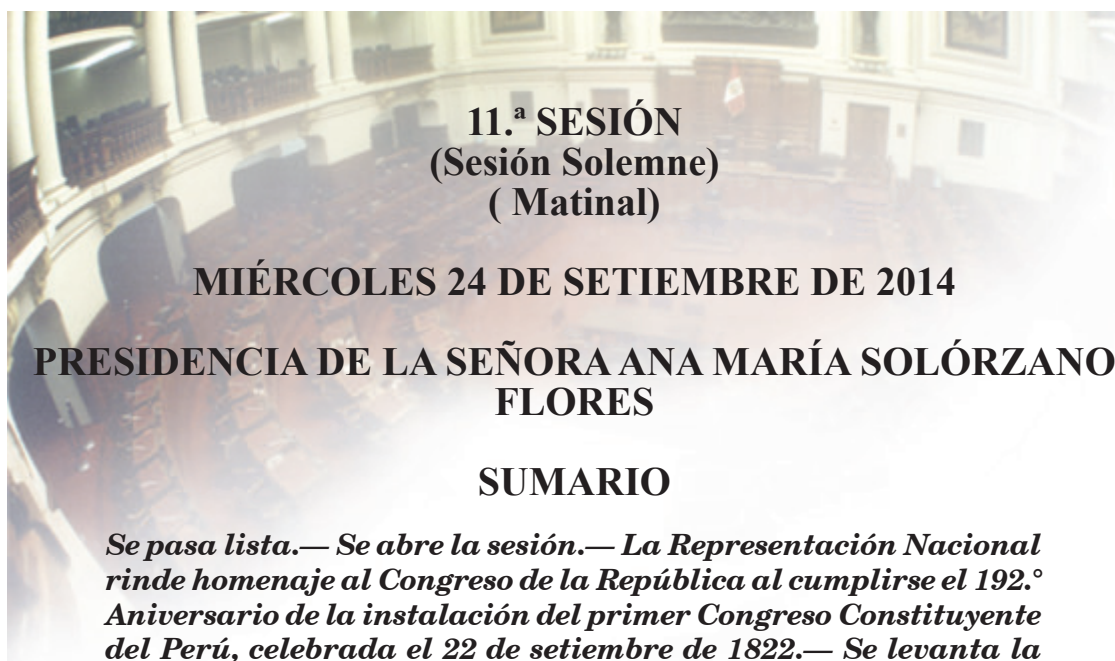 11.ª SESIÓN
(Sesión Solemne)
( Matinal)
MIÉRCOLES 24 DE SETIEMBRE DE 2014
PRESIDENCIA DE LA SEÑORA ANA MARÍA SOLÓRZANO
FLORES
SUMARIO
Se pasa lista.— Se abre la sesión.— La Representación Nacional
rinde homenaje al Congreso de la República al cumplirse el 192.°
Aniversario de la instalación del primer Congreso Constituyente
del Perú, celebrada el 22 de setiembre de 1822.— Se levanta la